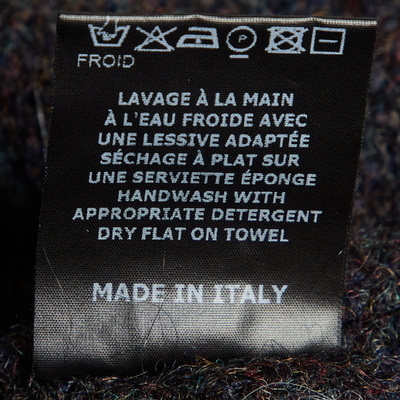 FROID
LAVAGE À LA MAIN
À L'EAU FROIDE AVEC
UNE LESSIVE ADAPTÉE
SÉCHAGE À PLAT SUR
UNE SERVIETTE ÉPONGE
HANDWASH WITH
APPROPRIATE DETERGENT
DRY FLAT ON TOWEL
MADE IN ITALY